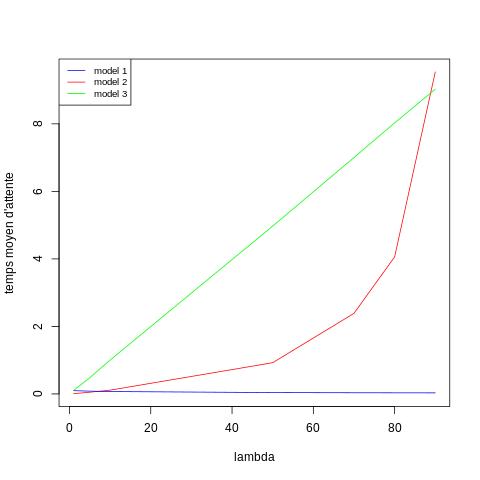 model 1
model 2
model 3
temps moyen d'attente
8
6
4
2
0
0 20 40 60 80
lambda